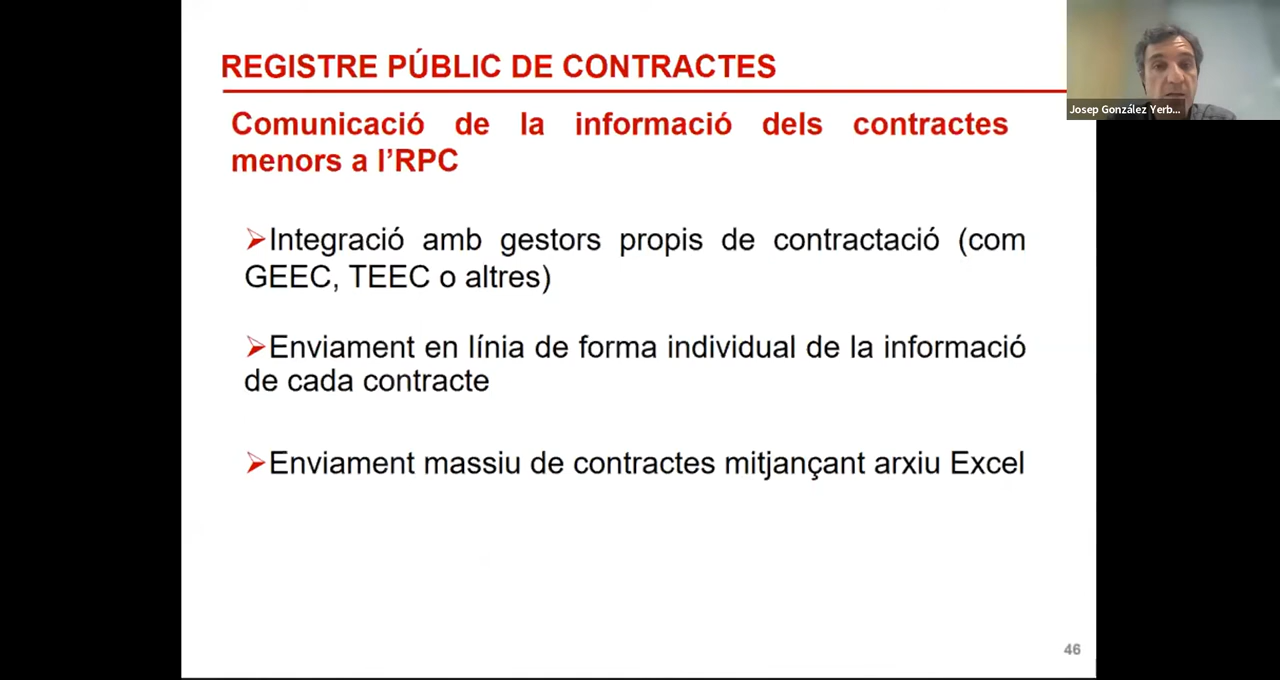 REGISTRE PÚBLIC DE CONTRACTES
Josep González Yerb...
Comunicació de la informació dels contractes
menors a l’RPC
➢Integració amb gestors propis de contractació (com
GEEC, TEEC o altres)
➢Enviament en línia de forma individual de la informació
de cada contracte
➢Enviament massiu de contractes mitjançant arxiu Excel
46